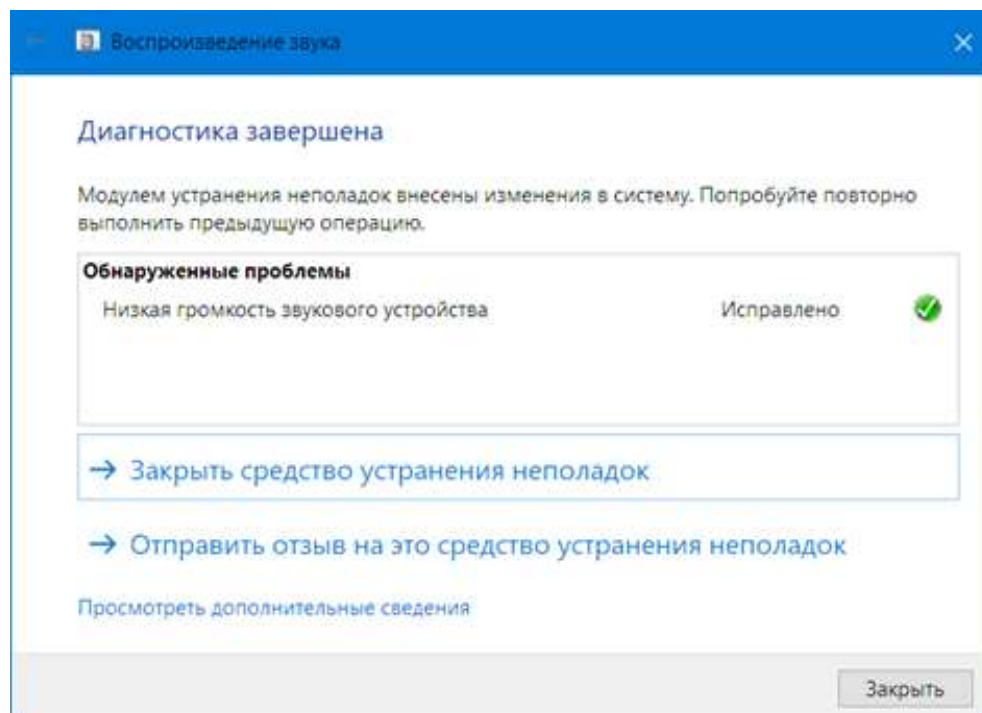 Воспроизведение звука
Диагностика завершена
Модулем устранения неполадок внесены изменения в систему. Попробуйте повторно
выполнить предыдущую операцию.
Обнаруженные проблемы
Низкая громкость звукового устройства Исправлено
Закрыть средство устранения неполадок
Отправить отзыв на это средство устранения неполадок
Просмотреть дополнительные сведения
Закрыть